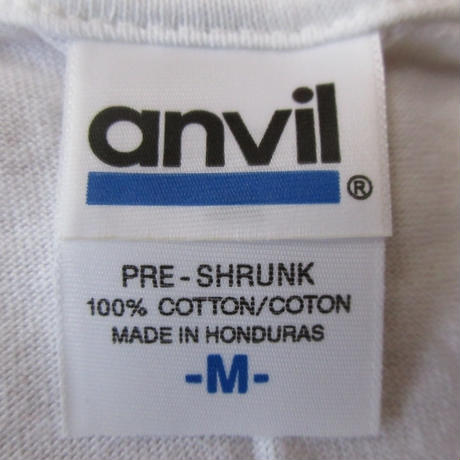 anvil
®
PRE-SHRUNK
100% COTTON/COTON
MADE IN HONDURAS
-M-